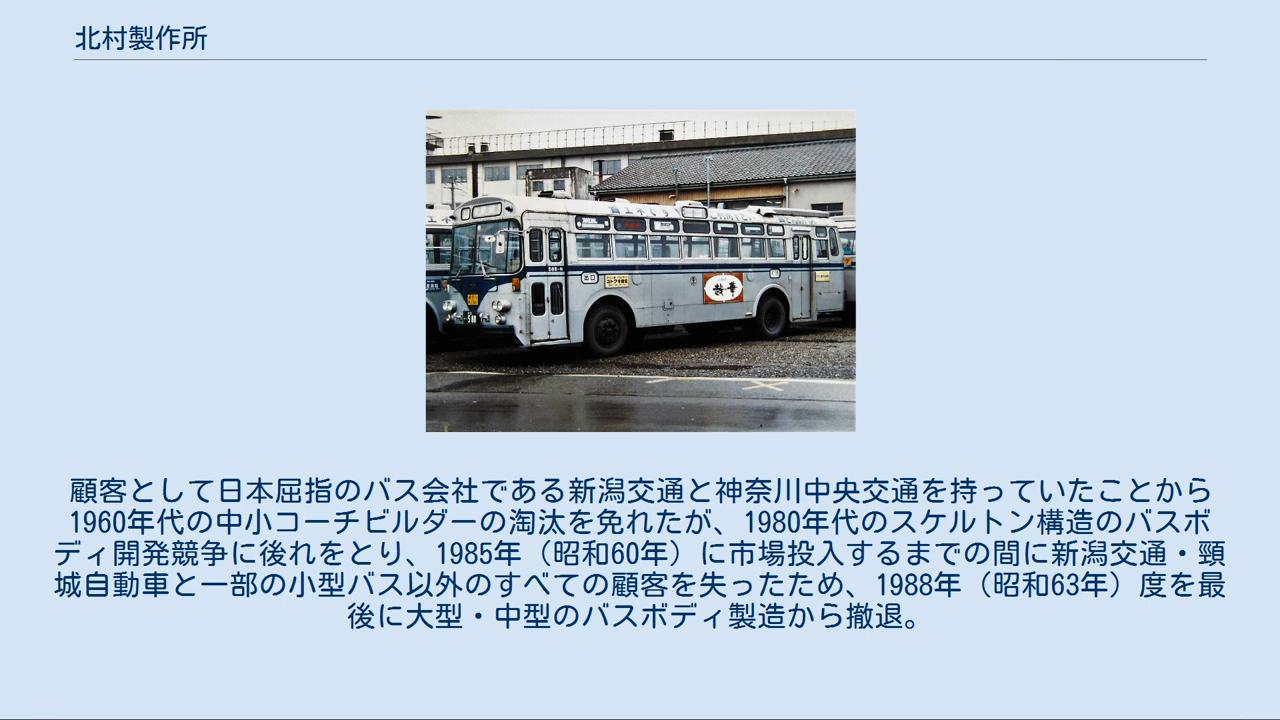 北村製作所
出口
顧客として日本屈指のバス会社である新潟交通と神奈川中央交通を持っていたことから
1960年代の中小コーチビルダーの淘汰を免れたが、1980年代のスケルトン構造のバスボ
ディ開発競争に後れをとり、1985年（昭和60年）に市場投入するまでの間に新潟交通・頸
城自動車と一部の小型バス以外のすべての顧客を失ったため、1988年（昭和63年）度を最
後に大型・中型のバスボディ製造から撤退。